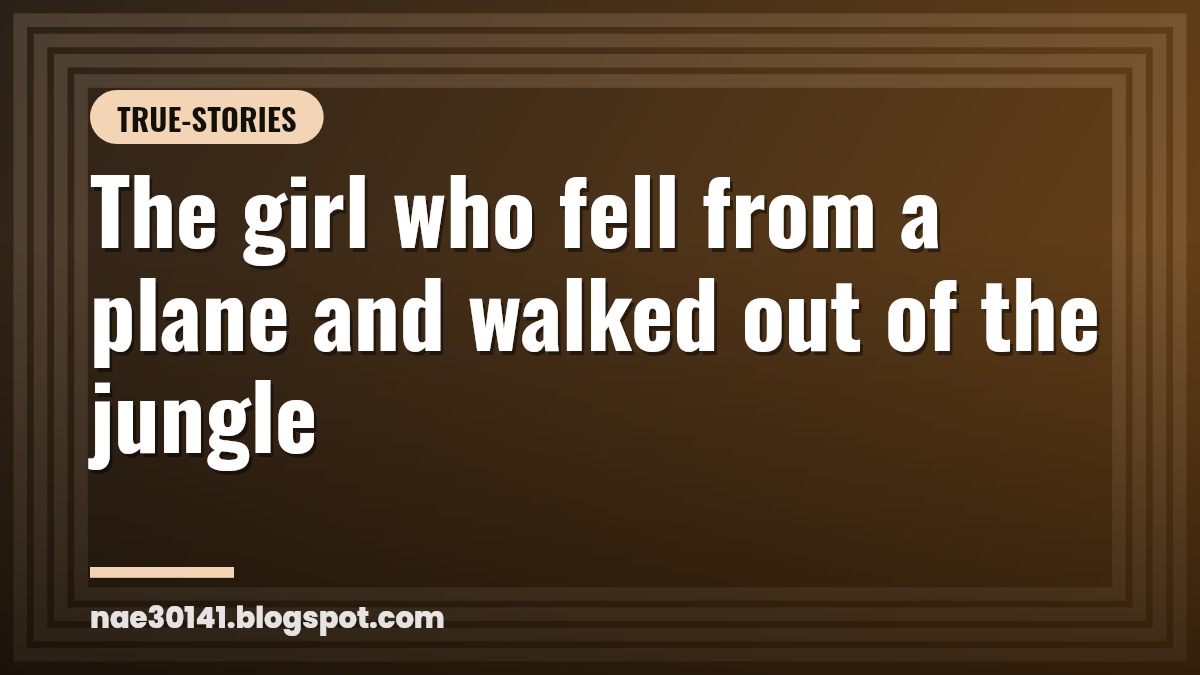 TRUE-STORIES
The girl who fell from a
plane and walked out of the
jungle
nae30141.blogspot.com